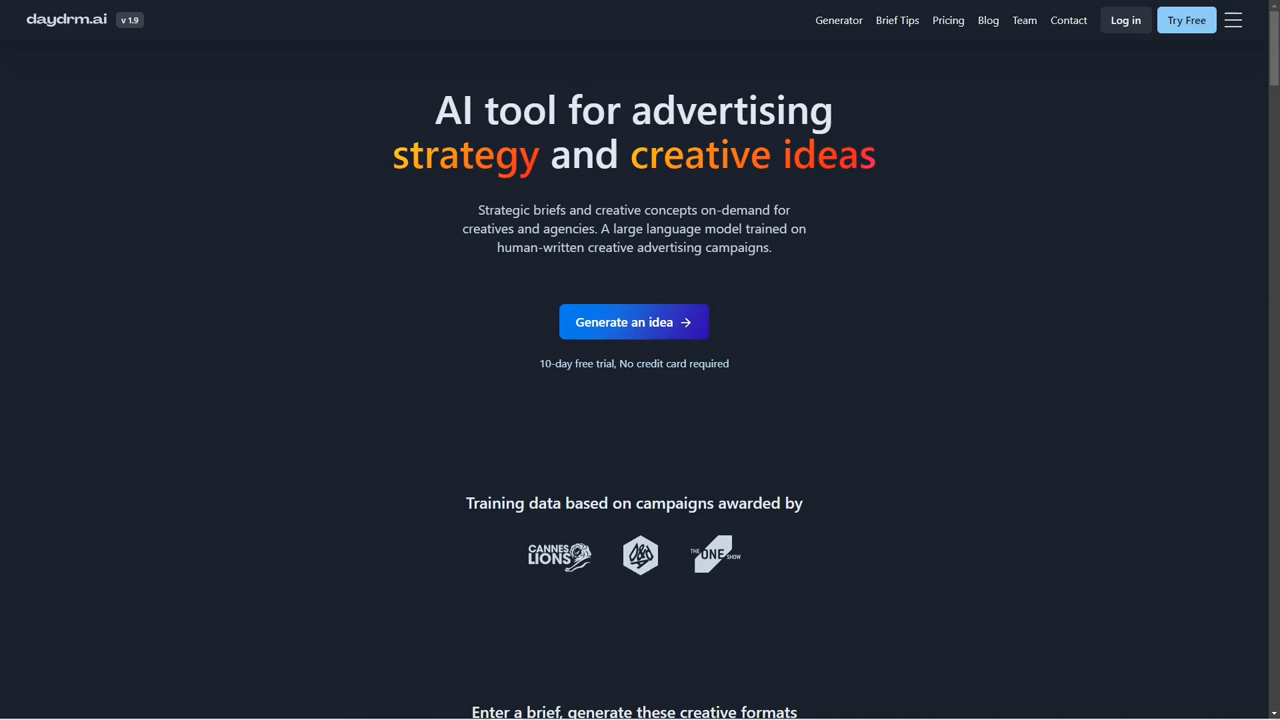 daydrm.ai v 1.9
Generator Brief Tips Pricing Blog Team Contact Log in Try Free
AI tool for advertising
strategy and creative ideas
Strategic briefs and creative concepts on-demand for
creatives and agencies. A large language model trained on
human-written creative advertising campaigns.
Generate an idea →
10-day free trial, No credit card required
Training data based on campaigns awarded by
CANNES
LIONS
D&AD
THE ONE SHOW
Enter a brief, generate these creative formats